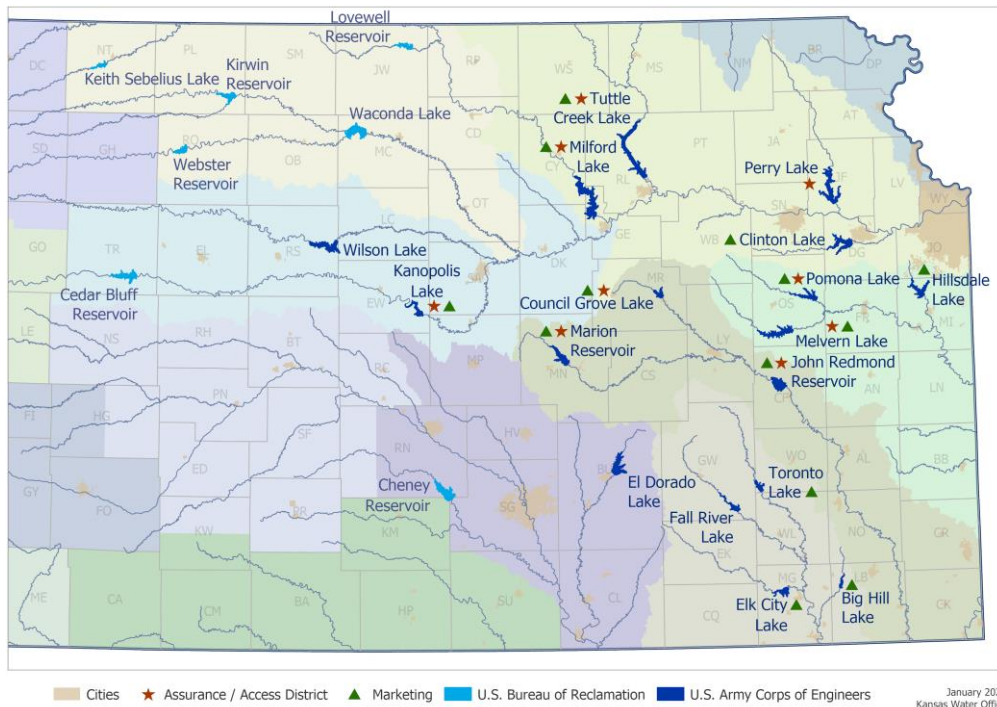 Lovewell
Reservoir
NT
PL
SM
JW
RP
WS
MS
NM
BR
DP
DC
Keith Sebelius Lake
Kirwin
Reservoir
Tuttle
Creek Lake
AT
Waconda Lake
SD
GH
RO
OB
MC
CD
CY
Milford
Lake
RL
PT
JA
JF
Perry Lake
LV
WY
Webster
Reservoir
OT
SN
LC
GE
WB
Clinton Lake
DG
JO
GO
TR
EL
RS
Wilson Lake
DK
Kanopolis
Lake
SA
MR
Pomona Lake
Hillsdale
Lake
Cedar Bluff
Reservoir
EW
Council Grove Lake
OS
FR
MI
LE
NS
RH
BT
RC
MP
Marion
Reservoir
LY
Melvern Lake
John Redmond
Reservoir
MN
CS
CF
AN
LN
PN
FI
HG
SF
RN
HV
BU
El Dorado
Lake
GW
WO
AL
BB
GY
FO
ED
Cheney
Reservoir
SG
Toronto
Lake
Fall River
Lake
PR
KW
KM
EK
WL
NO
CR
ME
CA
CM
BA
HP
SU
CL
CQ
MG
Elk City
Lake
LB
Big Hill
Lake
CK
Cities
Assurance / Access District
Marketing
U.S. Bureau of Reclamation
U.S. Army Corps of Engineers
January
Kansas Water